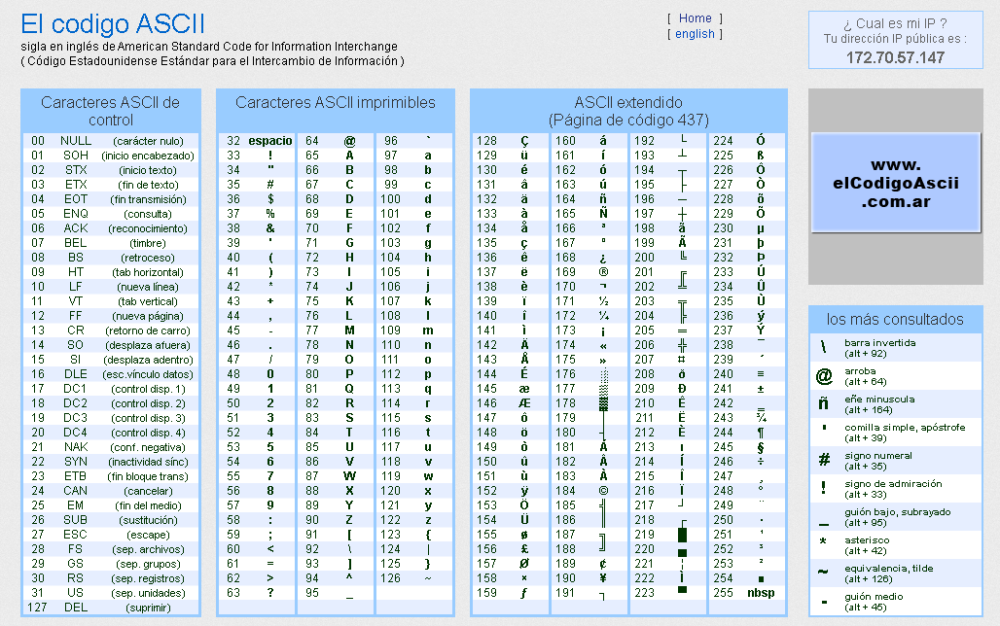 El codigo ASCII
sigla en inglés de American Standard Code for Information Interchange
( Código Estadounidense Estándar para el Intercambio de Información )
[ Home ]
[ english ]
¿ Cual es mi IP ?
Tu dirección IP pública es :
172.70.57.147
Caracteres ASCII de
control
00 NULL (carácter nulo)
01 SOH (inicio encabezado)
02 STX (inicio texto)
03 ETX (fin de texto)
04 EOT (fin transmisión)
05 ENQ (consulta)
06 ACK (reconocimiento)
07 BEL (timbre)
08 BS (retroceso)
09 HT (tab horizontal)
10 LF (nueva línea)
11 VT (tab vertical)
12 FF (nueva página)
13 CR (retorno de carro)
14 SO (desplaza afuera)
15 SI (desplaza adentro)
16 DLE (esc.vínculo datos)
17 DC1 (control disp. 1)
18 DC2 (control disp. 2)
19 DC3 (control disp. 3)
20 DC4 (control disp. 4)
21 NAK (conf. negativa)
22 SYN (inactividad sínc)
23 ETB (fin bloque trans)
24 CAN (cancelar)
25 EM (fin del medio)
26 SUB (sustitución)
27 ESC (escape)
28 FS (sep. archivos)
29 GS (sep. grupos)
30 RS (sep. registros)
31 US (sep. unidades)
127 DEL (suprimir)
Caracteres ASCII imprimibles
32 espacio 64 @ 96 `
33 ! 65 A 97 a
34 " 66 B 98 b
35 # 67 C 99 c
36 $ 68 D 100 d
37 % 69 E 101 e
38 & 70 F 102 f
39 ' 71 G 103 g
40 ( 72 H 104 h
41 ) 73 I 105 i
42 * 74 J 106 j
43 + 75 K 107 k
44 , 76 L 108 l
45 - 77 M 109 m
46 . 78 N 110 n
47 / 79 O 111 o
48 0 80 P 112 p
49 1 81 Q 113 q
50 2 82 R 114 r
51 3 83 S 115 s
52 4 84 T 116 t
53 5 85 U 117 u
54 6 86 V 118 v
55 7 87 W 119 w
56 8 88 X 120 x
57 9 89 Y 121 y
58 : 90 Z 122 z
59 ; 91 [ 123 {
60 < 92 \ 124 |
61 = 93 ] 125 }
62 > 94 ^ 126 ~
63 ? 95 _
ASCII extendido
(Página de código 437)
128 Ç 160 á 192 └ 224 Ó
129 ü 161 í 193 ┴ 225 ß
130 é 162 ó 194 ┬ 226 Ô
131 â 163 ú 195 ├ 227 Ò
132 ä 164 ñ 196 ─ 228 õ
133 à 165 Ñ 197 ┼ 229 Õ
134 å 166 ª 198 ã 230 µ
135 ç 167 º 199 Ã 231 þ
136 ê 168 ¿ 200 ╚ 232 Þ
137 ë 169 ® 201 ╔ 233 Ú
138 è 170 ¬ 202 ╩ 234 Û
139 ï 171 ½ 203 ╦ 235 Ù
140 î 172 ¼ 204 ╠ 236 ý
141 ì 173 ¡ 205 ═ 237 Ý
142 Ä 174 « 206 ╬ 238 ¯
143 Å 175 » 207 ¤ 239 ´
144 É 176 ░ 208 ð 240 ≡
145 æ 177 ▒ 209 Ð 241 ±
146 Æ 178 ▓ 210 Ê 242 ‗
147 ô 179 │ 211 Ë 243 ¾
148 ö 180 ┤ 212 È 244 ¶
149 ò 181 Á 213 ı 245 §
150 û 182 Â 214 Í 246 ÷
151 ù 183 À 215 Î 247 ¸
152 ÿ 184 © 216 Ï 248 °
153 Ö 185 ╣ 217 ┘ 249 ¨
154 Ü 186 ║ 218 ┌ 250 ·
155 ø 187 ╗ 219 █ 251 ¹
156 £ 188 ╝ 220 ▄ 252 ³
157 Ø 189 ¢ 221 ¦ 253 ²
158 × 190 ¥ 222 Ì 254 ■
159 ƒ 191 ┐ 223 ▀ 255 nbsp
www.
elCodigoAscii
.com.ar
los más consultados
\ barra invertida
(alt + 92)
@ arroba
(alt + 64)
ñ eñe minuscula
(alt + 164)
' comilla simple, apóstrofe
(alt + 39)
# signo numeral
(alt + 35)
! signo de admiración
(alt + 33)
_ guión bajo, subrayado
(alt + 95)
* asterisco
(alt + 42)
~ equivalencia, tilde
(alt + 126)
- guión medio
(alt + 45)